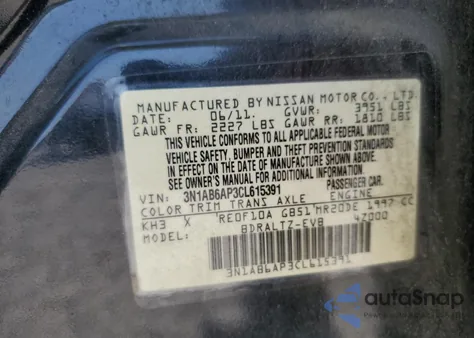 MANUFACTURED BY NISSAN MOTOR CO., LTD.
DATE: 06/11. GVWR: 3951 LBS
GAWR FR: 2227 LBS GAWR RR: 1810 LBS
THIS VEHICLE CONFORMS TO ALL APPLICABLE FEDERAL MOTOR
VEHICLE SAFETY, BUMPER, AND THEFT PREVENTION STANDARDS
IN EFFECT ON THE DATE OF MANUFACTURE SHOWN ABOVE.
SEE OWNER'S MANUAL FOR ADDITIONAL INFORMATION.
VIN: 3N1AB6AP3CL615391 PASSENGER CAR
COLOR TRIM TRANS AXLE ENGINE
KH3 X RE0F10A GB51 MR20DE 1997 CC
MODEL: BDRALTZ-EVB 47000
3N1AB6AP3CL615391
autoSnap